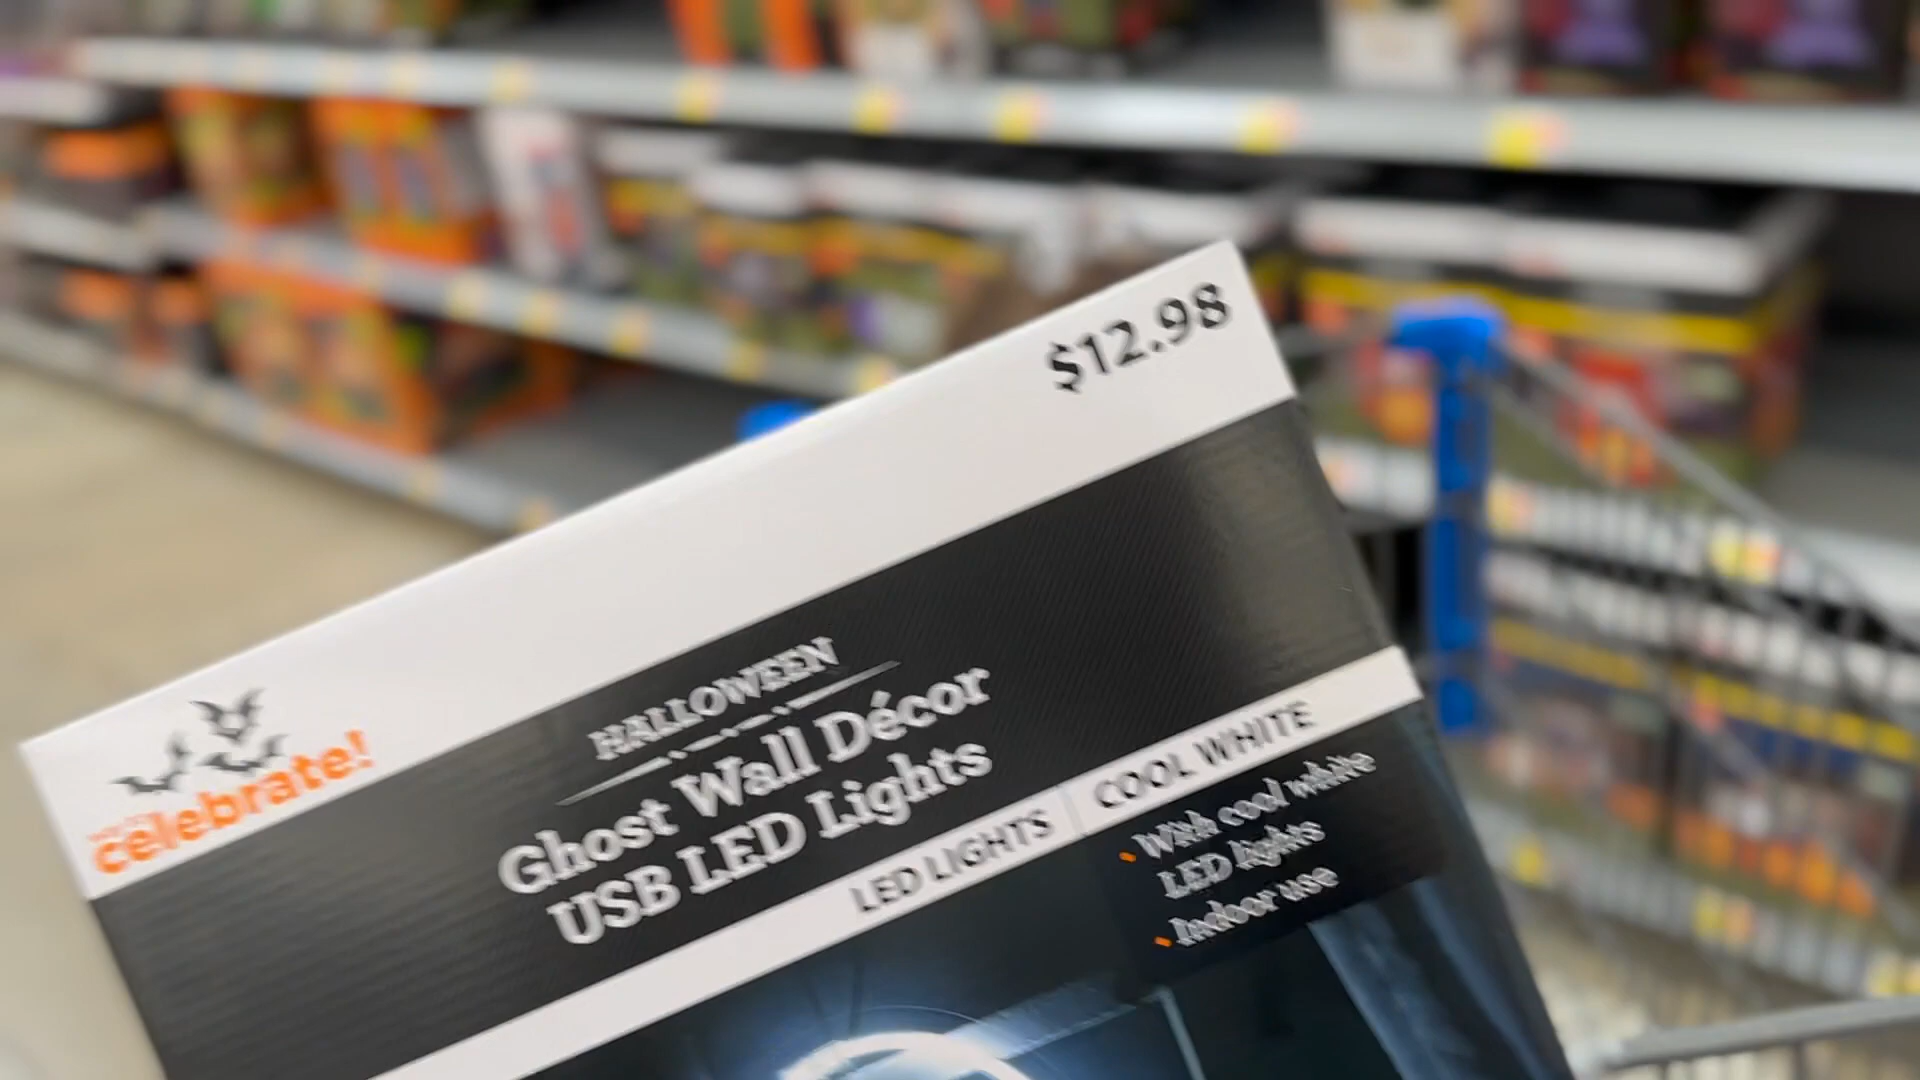 $12.98
celebrate!
HALLOWEEN
Ghost Wall Décor
USB LED Lights
LED LIGHTS | COOL WHITE
With cool white
LED lights
Indoor use